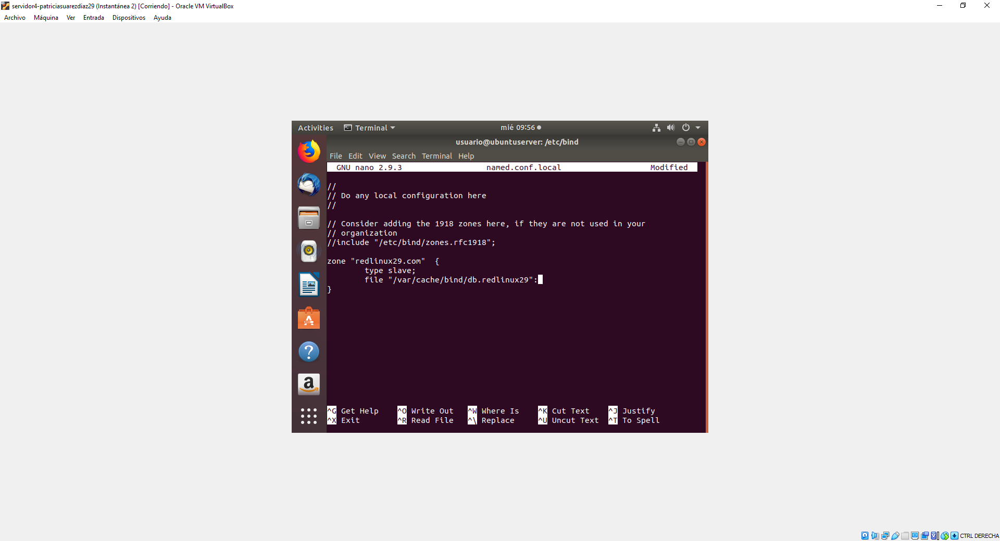 servidor4-patriciasuarezdiaz29 (Instantánea 2) [Corriendo] - Oracle VM VirtualBox
Archivo Máquina Ver Entrada Dispositivos Ayuda
Activities Terminal mié 09:56
usuario@ubuntuserver: /etc/bind
File Edit View Search Terminal Help
GNU nano 2.9.3 named.conf.local Modified
//
// Do any local configuration here
//
// Consider adding the 1918 zones here, if they are not used in your
// organization
//include "/etc/bind/zones.rfc1918";
zone "redlinux29.com"  {
        type slave;
        file "/var/cache/bind/db.redlinux29":
}
^G Get Help ^O Write Out ^W Where Is ^K Cut Text ^J Justify
^X Exit ^R Read File ^\ Replace ^U Uncut Text ^T To Spell
CTRL DERECHA